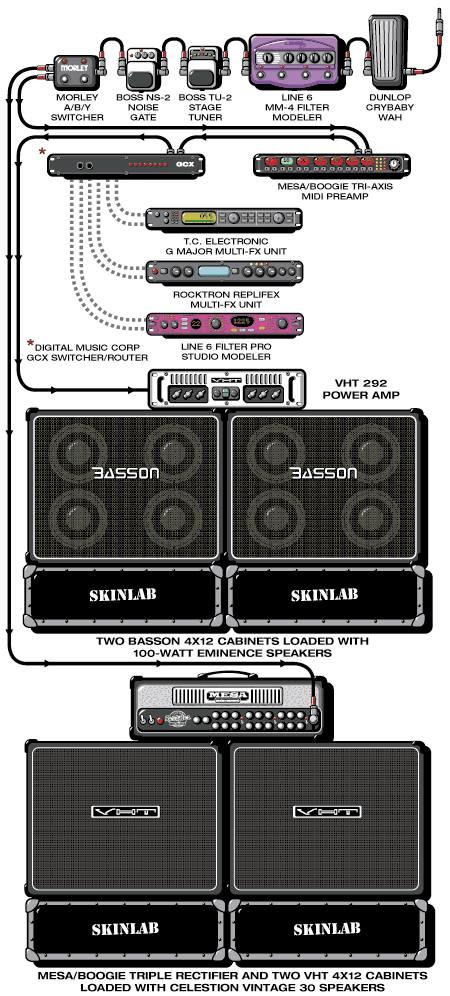 MORLEY
MORLEY
A/B/Y
SWITCHER
BOSS NS-2
NOISE
GATE
BOSS TU-2
STAGE
TUNER
LINE 6
MM-4 FILTER
MODELER
DUNLOP
CRYBABY
WAH
*
GCX
MESA/BOOGIE TRI-AXIS
MIDI PREAMP
T.C. ELECTRONIC
G MAJOR MULTI-FX UNIT
ROCKTRON REPLIFEX
MULTI-FX UNIT
LINE 6 FILTER PRO
STUDIO MODELER
*DIGITAL MUSIC CORP
GCX SWITCHER/ROUTER
VHT
VHT 292
POWER AMP
BASSON
BASSON
SKINLAB
SKINLAB
TWO BASSON 4X12 CABINETS LOADED WITH
100-WATT EMINENCE SPEAKERS
MESA
VHT
VHT
SKINLAB
SKINLAB
MESA/BOOGIE TRIPLE RECTIFIER AND TWO VHT 4X12 CABINETS
LOADED WITH CELESTION VINTAGE 30 SPEAKERS